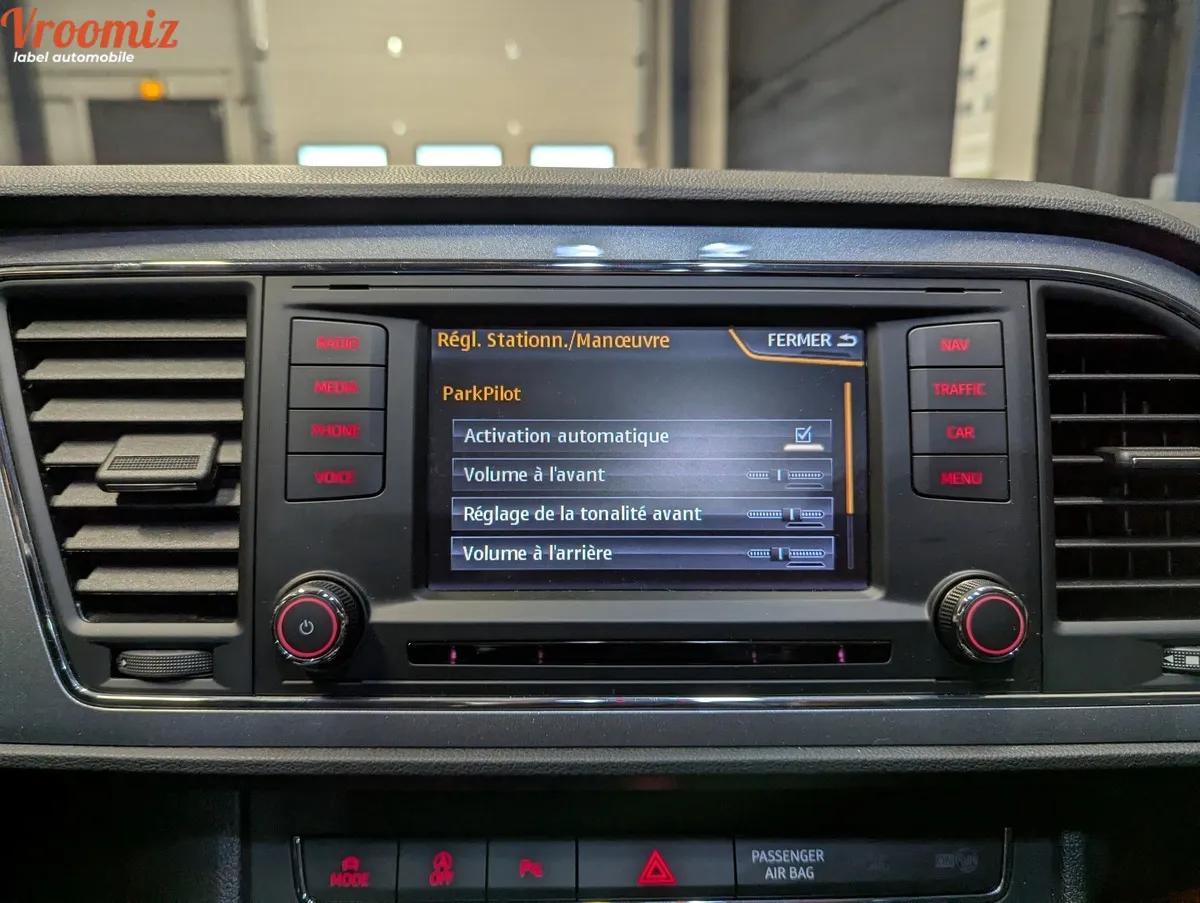 Vroomiz
label automobile
RADIO
MEDIA
PHONE
VOICE
Régl. Stationn./Manœuvre
FERMER
ParkPilot
Activation automatique
Volume à l'avant
Réglage de la tonalité avant
Volume à l'arrière
NAV
TRAFFIC
CAR
MENU
MODE
OFF
PASSENGER
AIR BAG